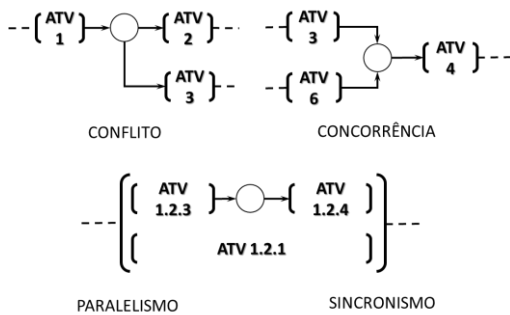 ATV
1
ATV
2
ATV
3
CONFLITO
ATV
3
ATV
6
ATV
4
CONCORRÊNCIA
ATV
1.2.3
ATV
1.2.4
ATV 1.2.1
PARALELISMO
SINCRONISMO